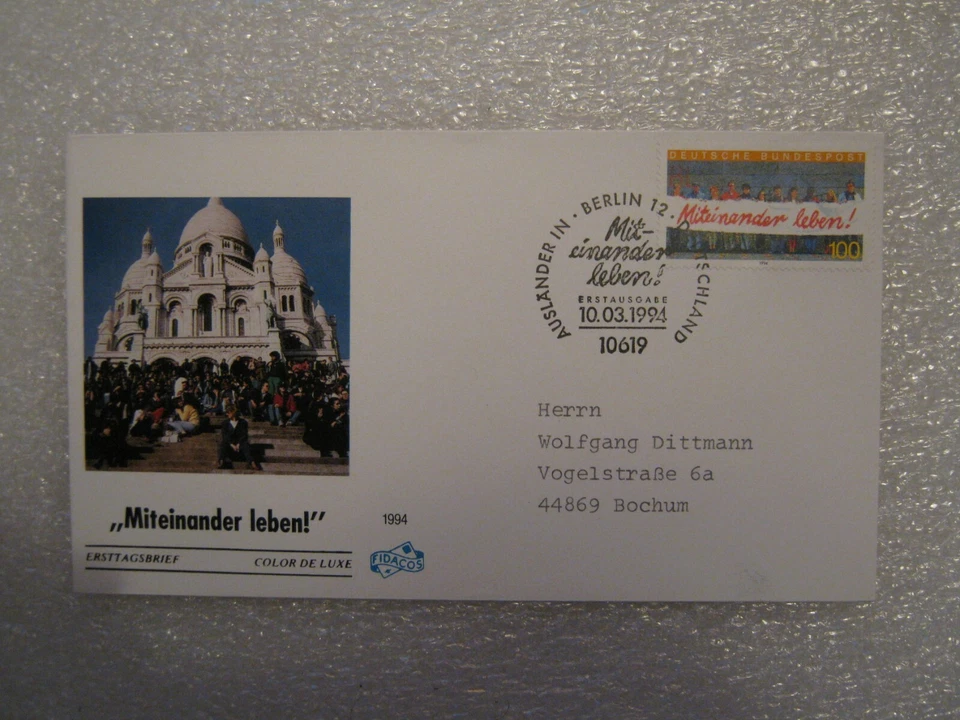 DEUTSCHE BUNDESPOST
Miteinander leben!
100
AUSLÄNDER IN · BERLIN 12 · D TSCHLAND
Mit-
einander
leben!
ERSTAUSGABE
10.03.1994
10619
Herrn
Wolfgang Dittmann
Vogelstraße 6a
44869 Bochum
„Miteinander leben!”
1994
ERSTTAGSBRIEF COLOR DE LUXE
FIDACOS